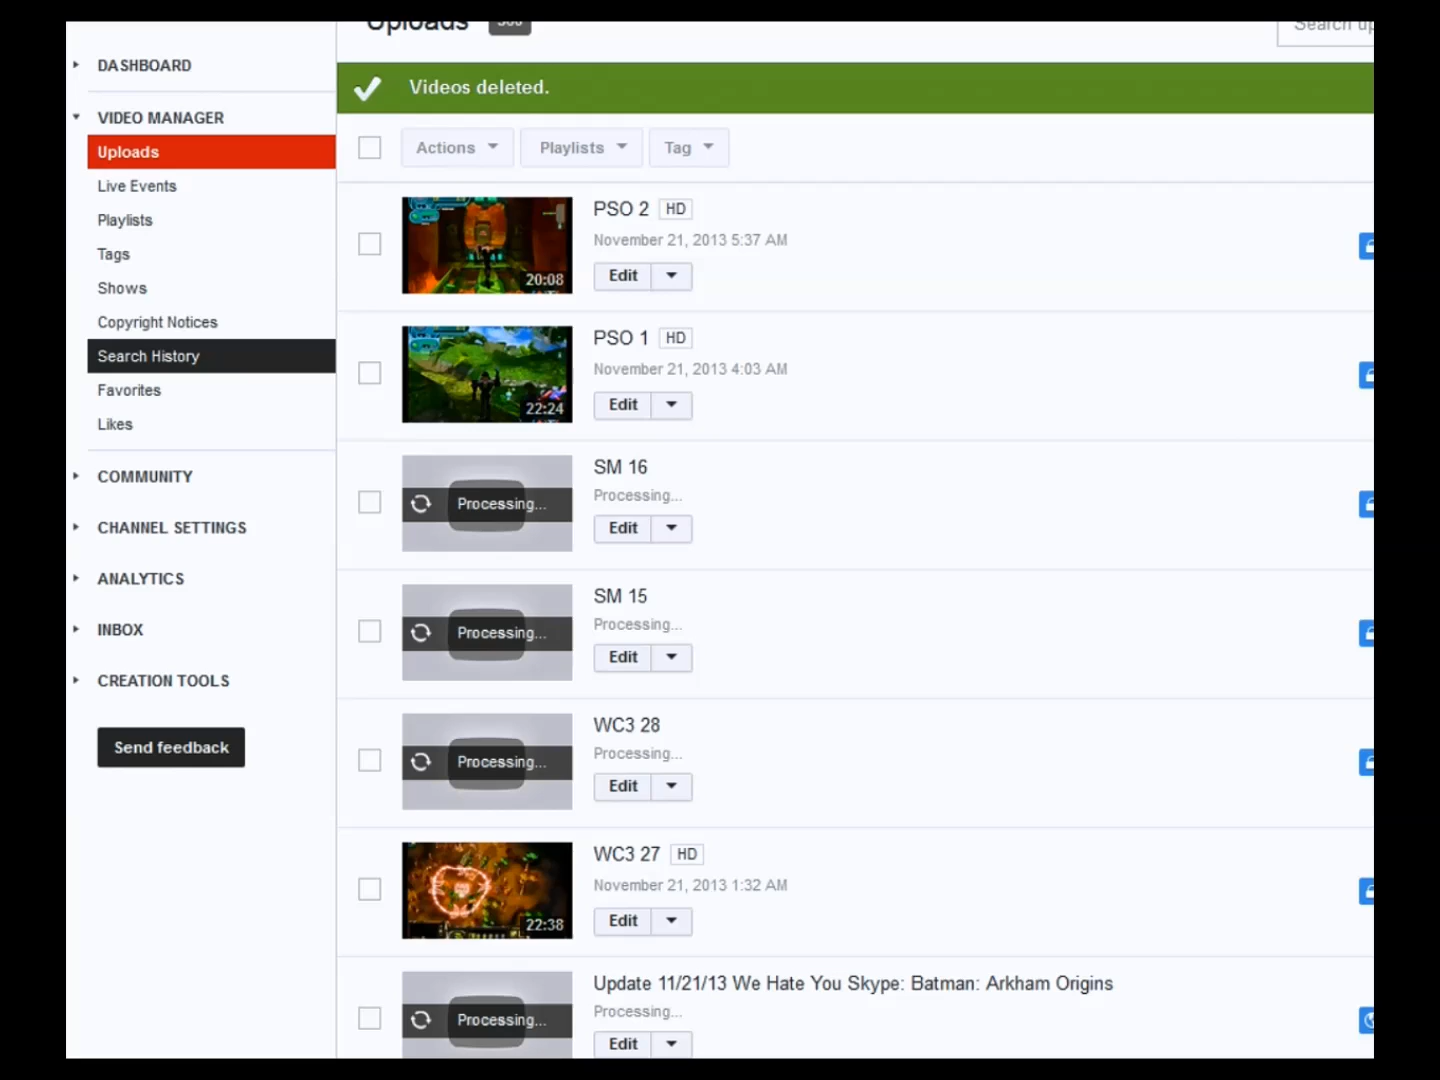 Uploads
Search up
DASHBOARD
VIDEO MANAGER
Uploads
Live Events
Playlists
Tags
Shows
Copyright Notices
Search History
Favorites
Likes
COMMUNITY
CHANNEL SETTINGS
ANALYTICS
INBOX
CREATION TOOLS
Send feedback
Videos deleted.
Actions Playlists Tag
PSO 2 HD
November 21, 2013 5:37 AM
Edit
20:08
PSO 1 HD
November 21, 2013 4:03 AM
Edit
22:24
SM 16
Processing...
Processing...
Edit
SM 15
Processing...
Processing...
Edit
WC3 28
Processing...
Processing...
Edit
WC3 27 HD
November 21, 2013 1:32 AM
Edit
22:38
Update 11/21/13 We Hate You Skype: Batman: Arkham Origins
Processing...
Processing...
Edit